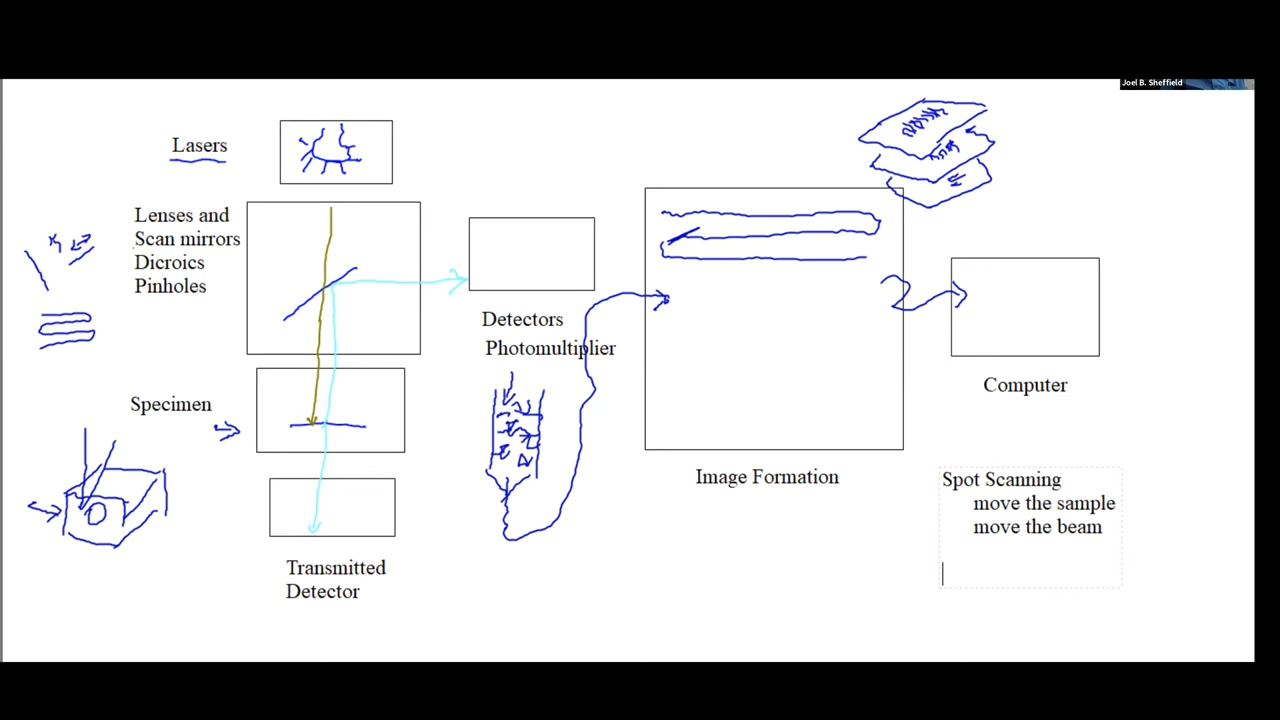 Joel B. Sheffield
Lasers
Lenses and
Scan mirrors
Dicroics
Pinholes
Detectors
Photomultiplier
Specimen
Computer
Image Formation
Spot Scanning
move the sample
move the beam
Transmitted
Detector